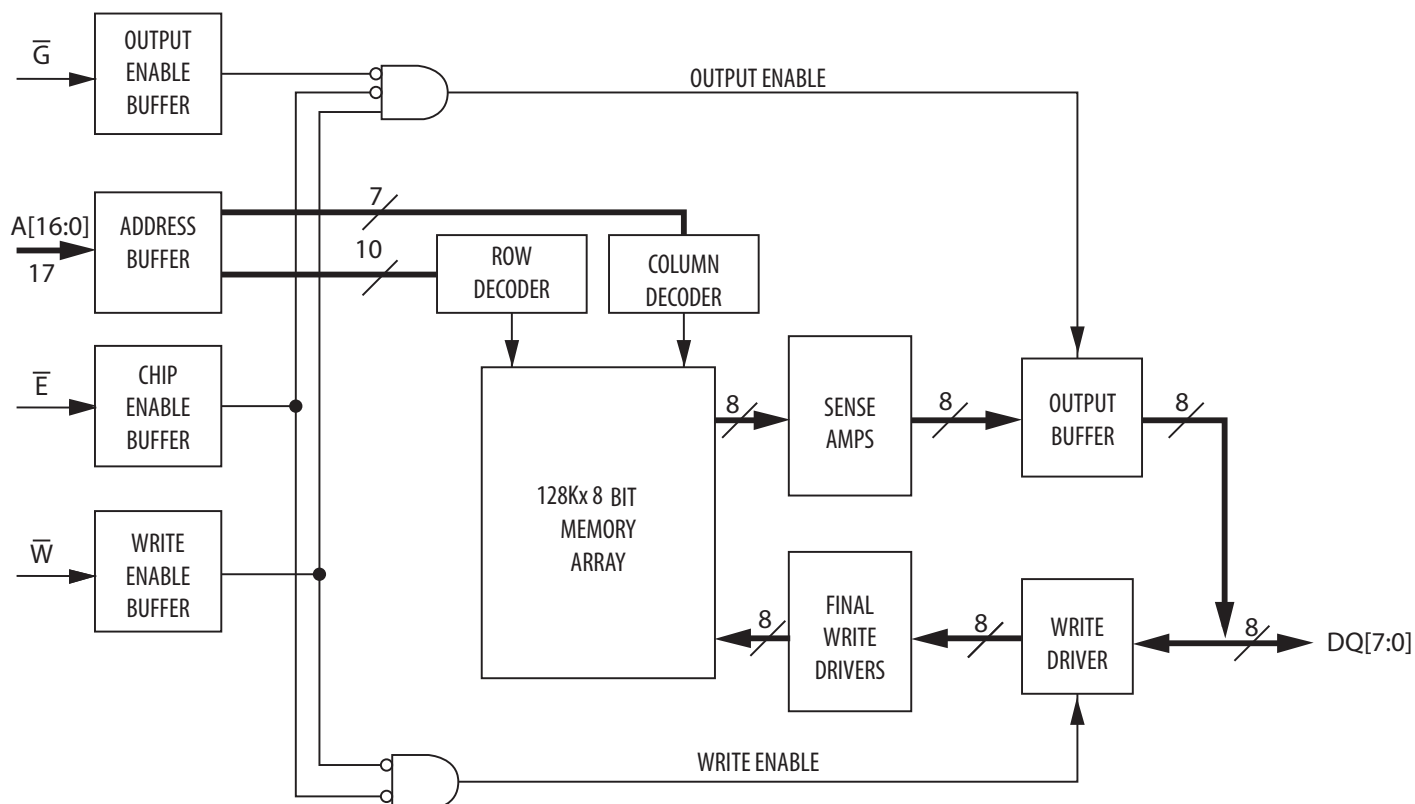 G̅
OUTPUT
ENABLE
BUFFER
OUTPUT ENABLE
A[16:0]
17
ADDRESS
BUFFER
7
10
ROW
DECODER
COLUMN
DECODER
E̅
CHIP
ENABLE
BUFFER
128Kx 8 BIT
MEMORY
ARRAY
8
SENSE
AMPS
8
OUTPUT
BUFFER
8
W̅
WRITE
ENABLE
BUFFER
8
FINAL
WRITE
DRIVERS
8
WRITE
DRIVER
8
DQ[7:0]
WRITE ENABLE